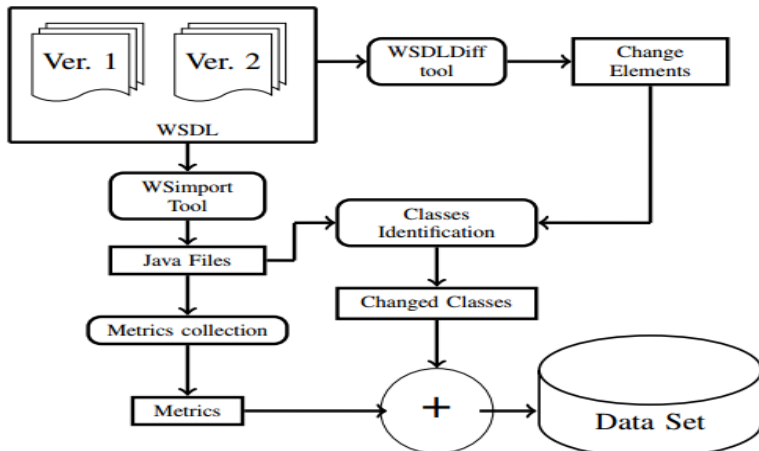 Ver. 1
Ver. 2
WSDL
WSDLDiff
tool
Change
Elements
WSimport
Tool
Classes
Identification
Java Files
Changed Classes
Metrics collection
Metrics
+
Data Set